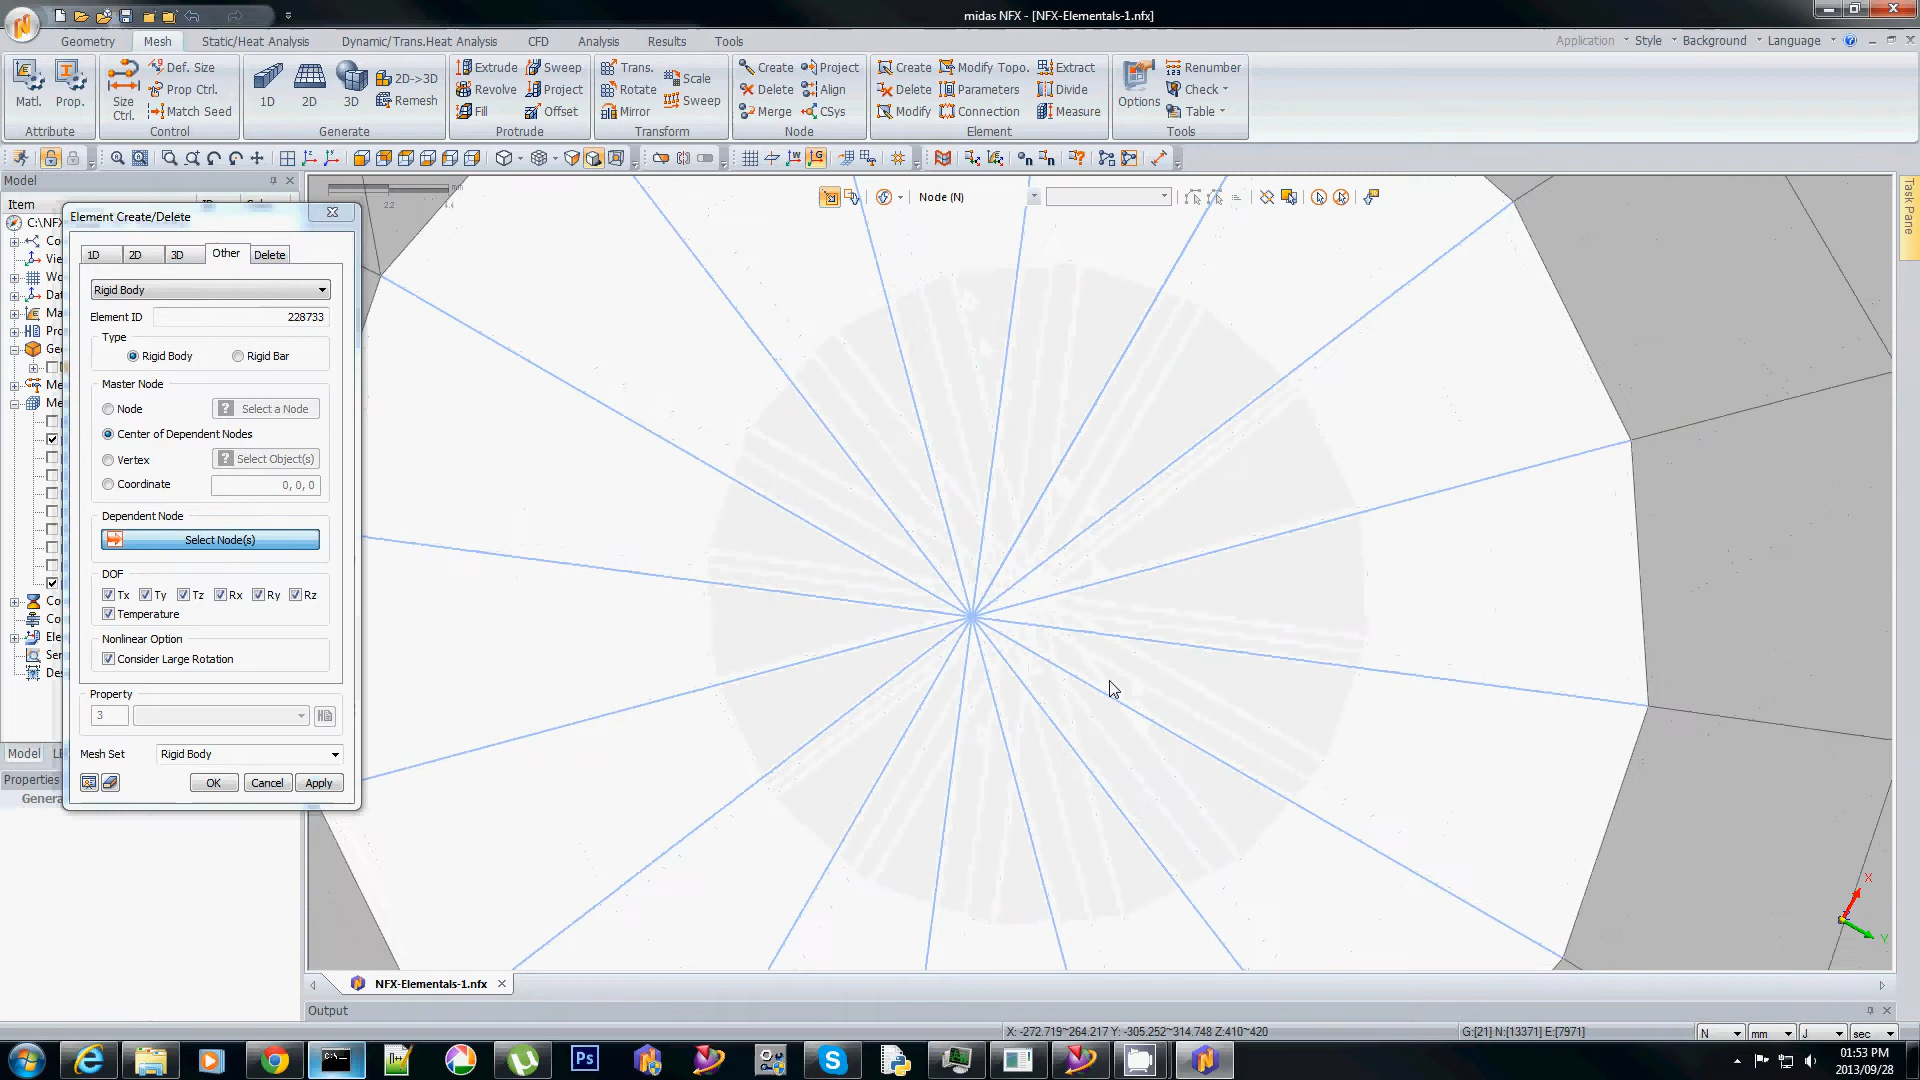 midas NFX - [NFX-Elementals-1.nfx]
Geometry Mesh Static/Heat Analysis Dynamic/Trans.Heat Analysis CFD Analysis Results Tools
Application Style Background Language
Matl. Prop.
Attribute
Size Ctrl.
Def. Size
Prop Ctrl.
Match Seed
Control
1D 2D 3D
2D->3D
Remesh
Generate
Extrude Sweep
Revolve Project
Fill Offset
Protrude
Trans. Scale
Rotate Sweep
Mirror
Transform
Create Project
Delete Align
Merge CSys
Node
Create Modify Topo. Extract
Delete Parameters Divide
Modify Connection Measure
Element
Options
Renumber
Check
Table
Tools
Model
Item
C:\NFX
Element Create/Delete
1D 2D 3D Other Delete
Rigid Body
Element ID 228733
Type
Rigid Body Rigid Bar
Master Node
Node ? Select a Node
Center of Dependent Nodes
Vertex ? Select Object(s)
Coordinate 0, 0, 0
Dependent Node
Select Node(s)
DOF
Tx Ty Tz Rx Ry Rz
Temperature
Nonlinear Option
Consider Large Rotation
Property
3
Mesh Set Rigid Body
OK Cancel Apply
Model
Properties
Genera
Node (N)
mm
2.2 4.4
Task Pane
X
Y
NFX-Elementals-1.nfx
Output
X: -272.719~264.217 Y: -305.252~314.748 Z:410~420
G:[21] N:[13371] E:[7971]
N mm J sec
Ps
01:53 PM
2013/09/28